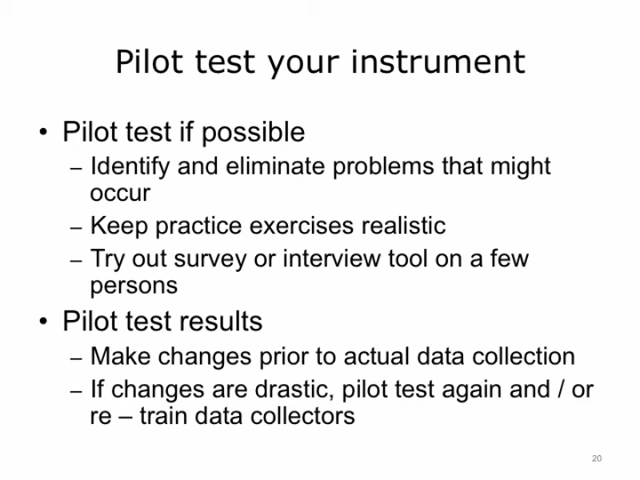 Pilot test your instrument
• Pilot test if possible
– Identify and eliminate problems that might
occur
– Keep practice exercises realistic
– Try out survey or interview tool on a few
persons
• Pilot test results
– Make changes prior to actual data collection
– If changes are drastic, pilot test again and / or
re – train data collectors
20